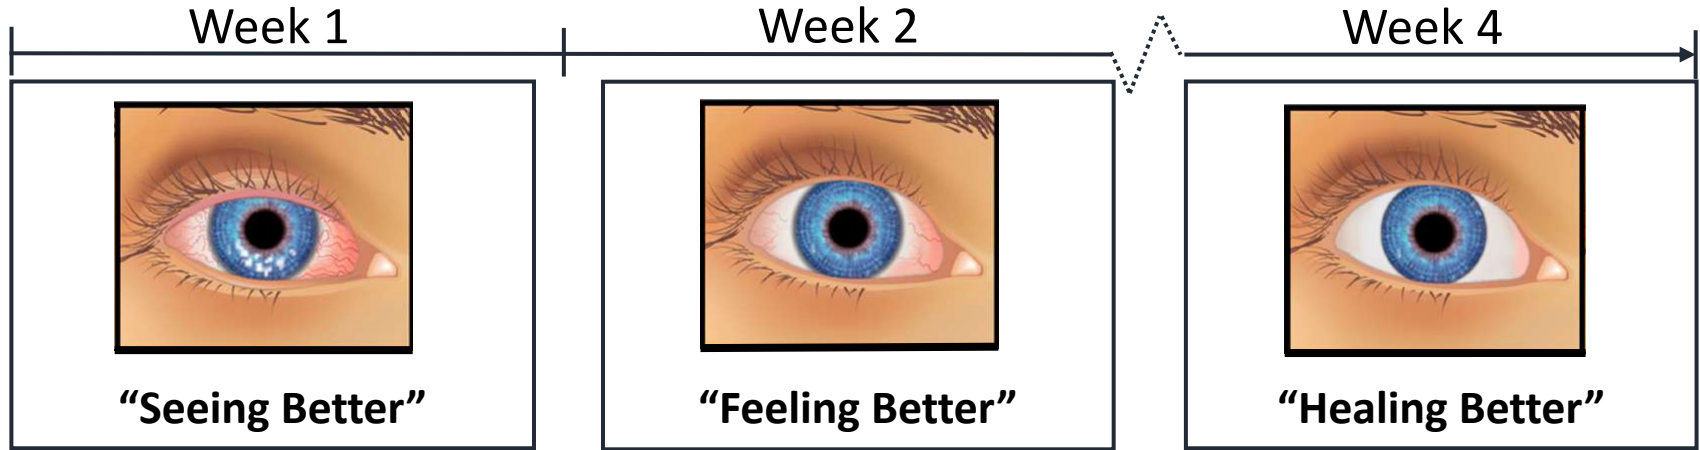 Week 1
Week 2
Week 4
“Seeing Better”
“Feeling Better”
“Healing Better”